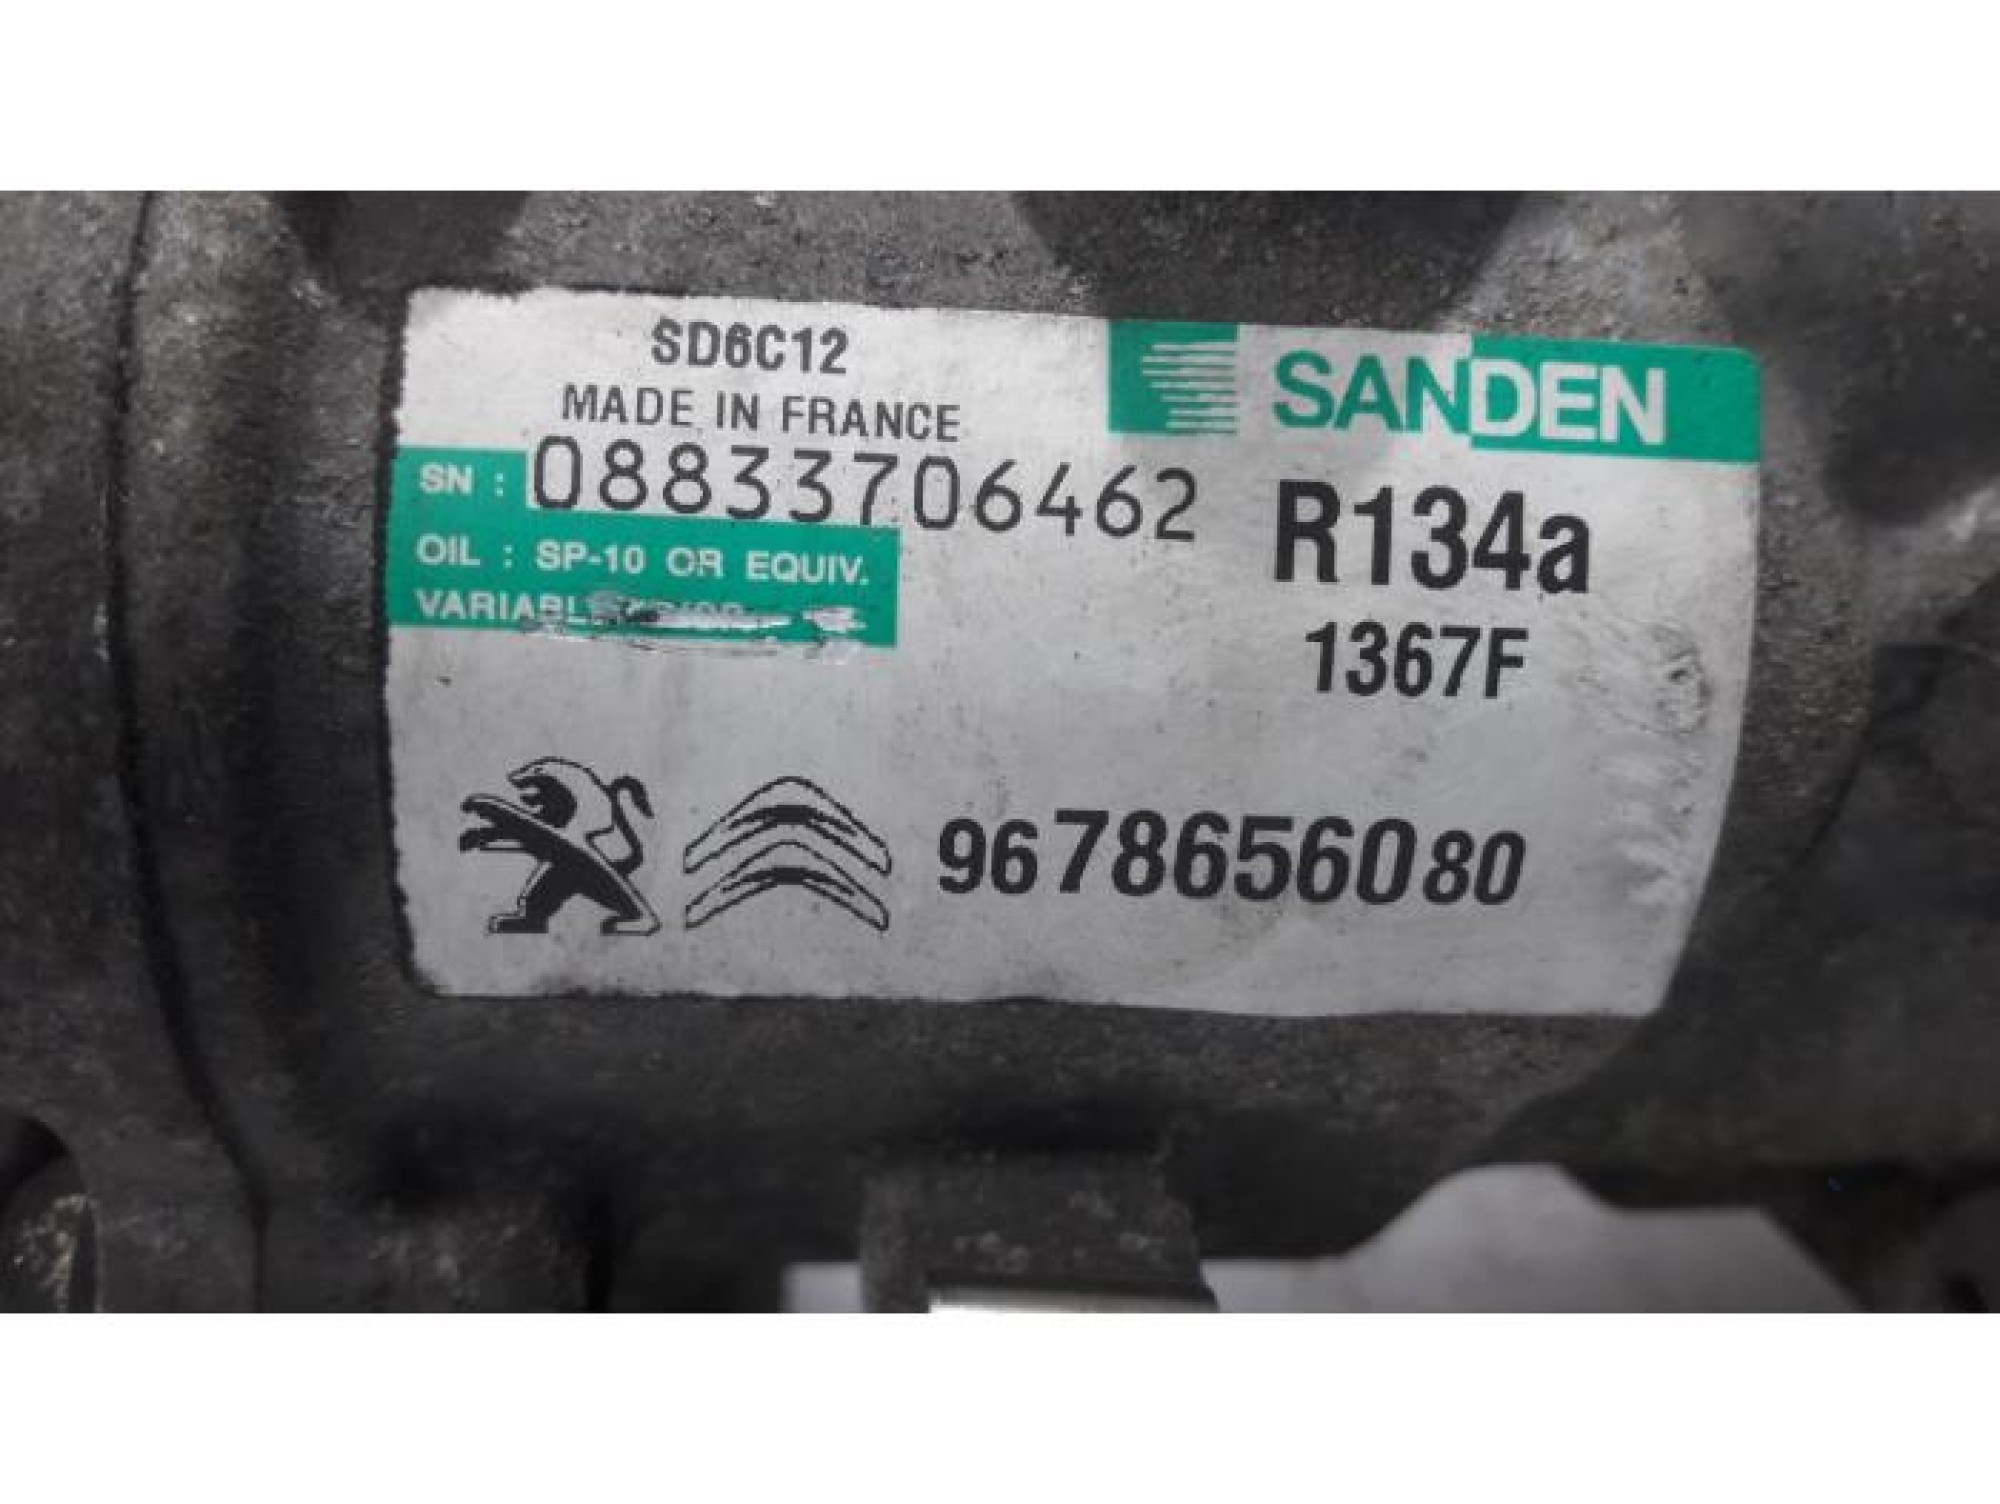 SD6C12
MADE IN FRANCE
SANDEN
SN : 08833706462
R134a
OIL : SP-10 OR EQUIV.
1367F
9678656080